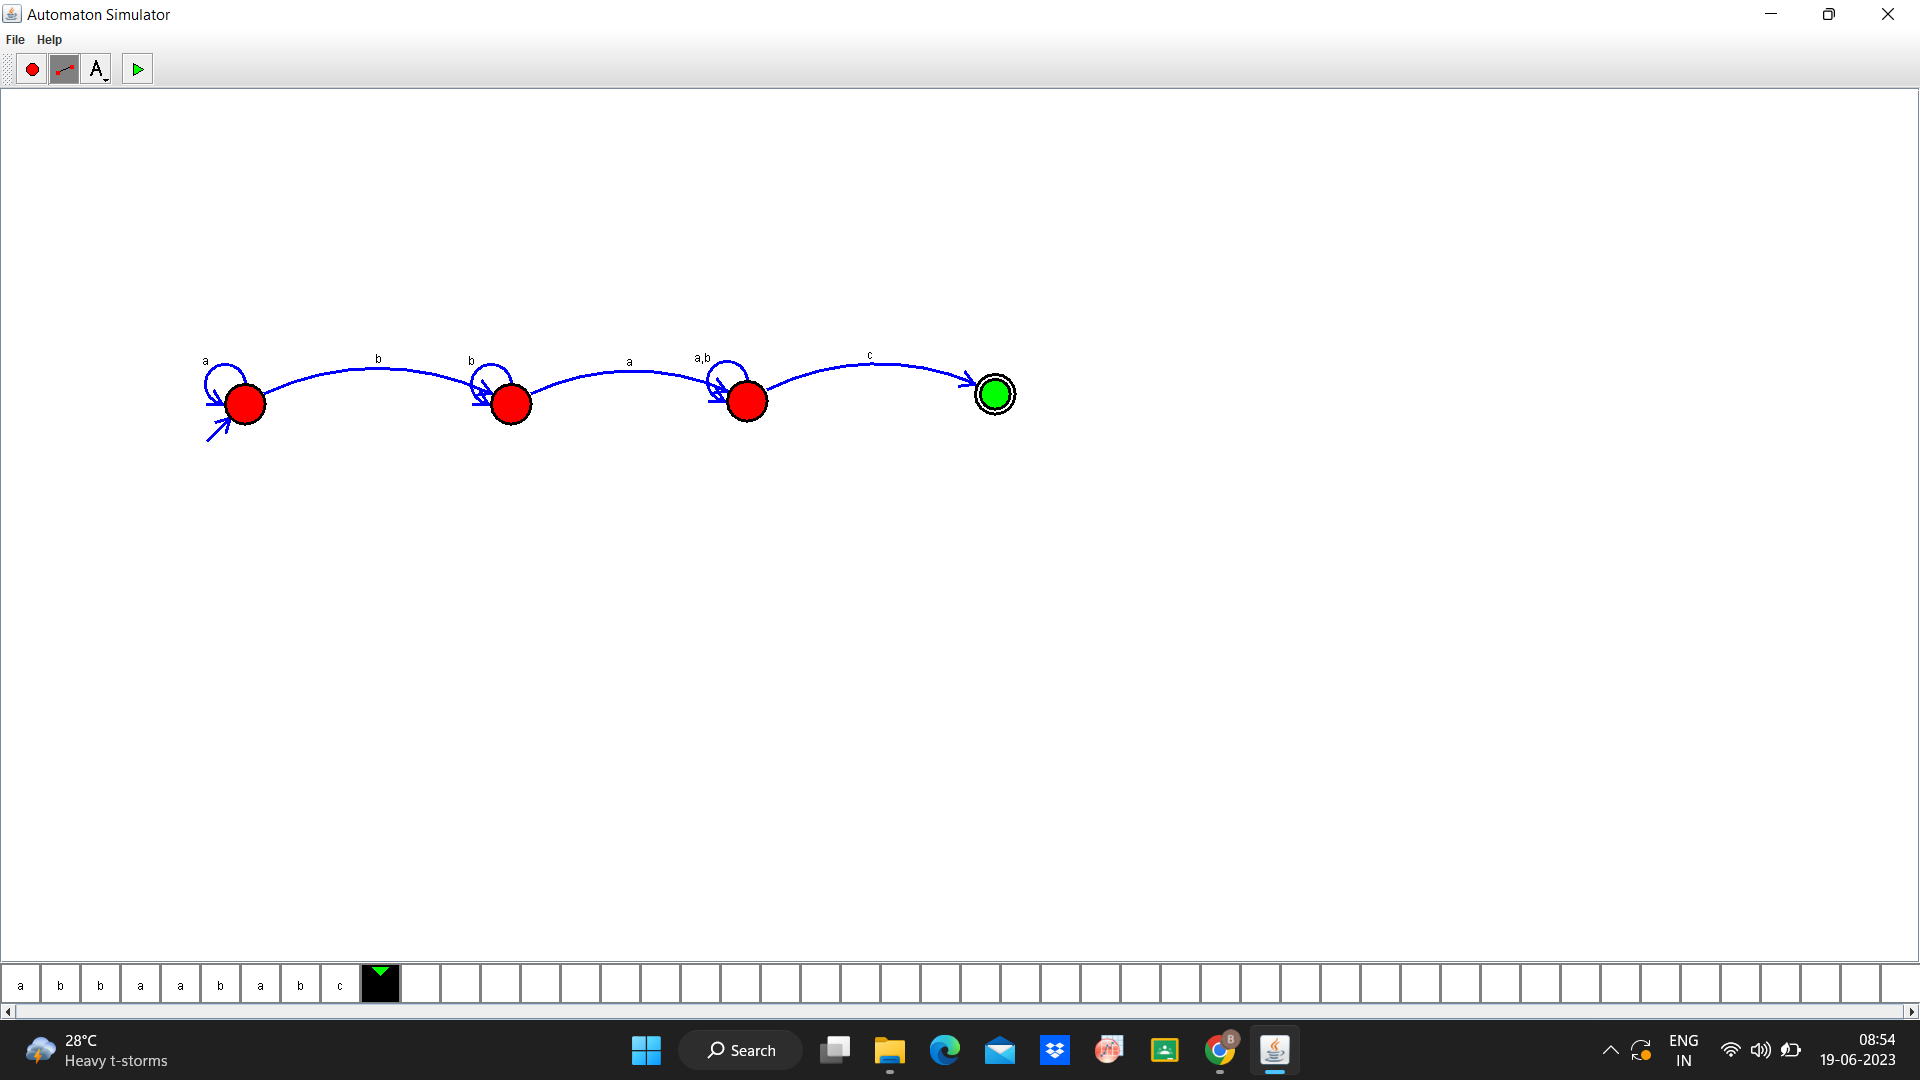 Automaton Simulator
File Help
A
a b b a a,b c
a b b a a b a b c
28°C
Heavy t-storms
Search
B
ENG
IN
08:54
19-06-2023